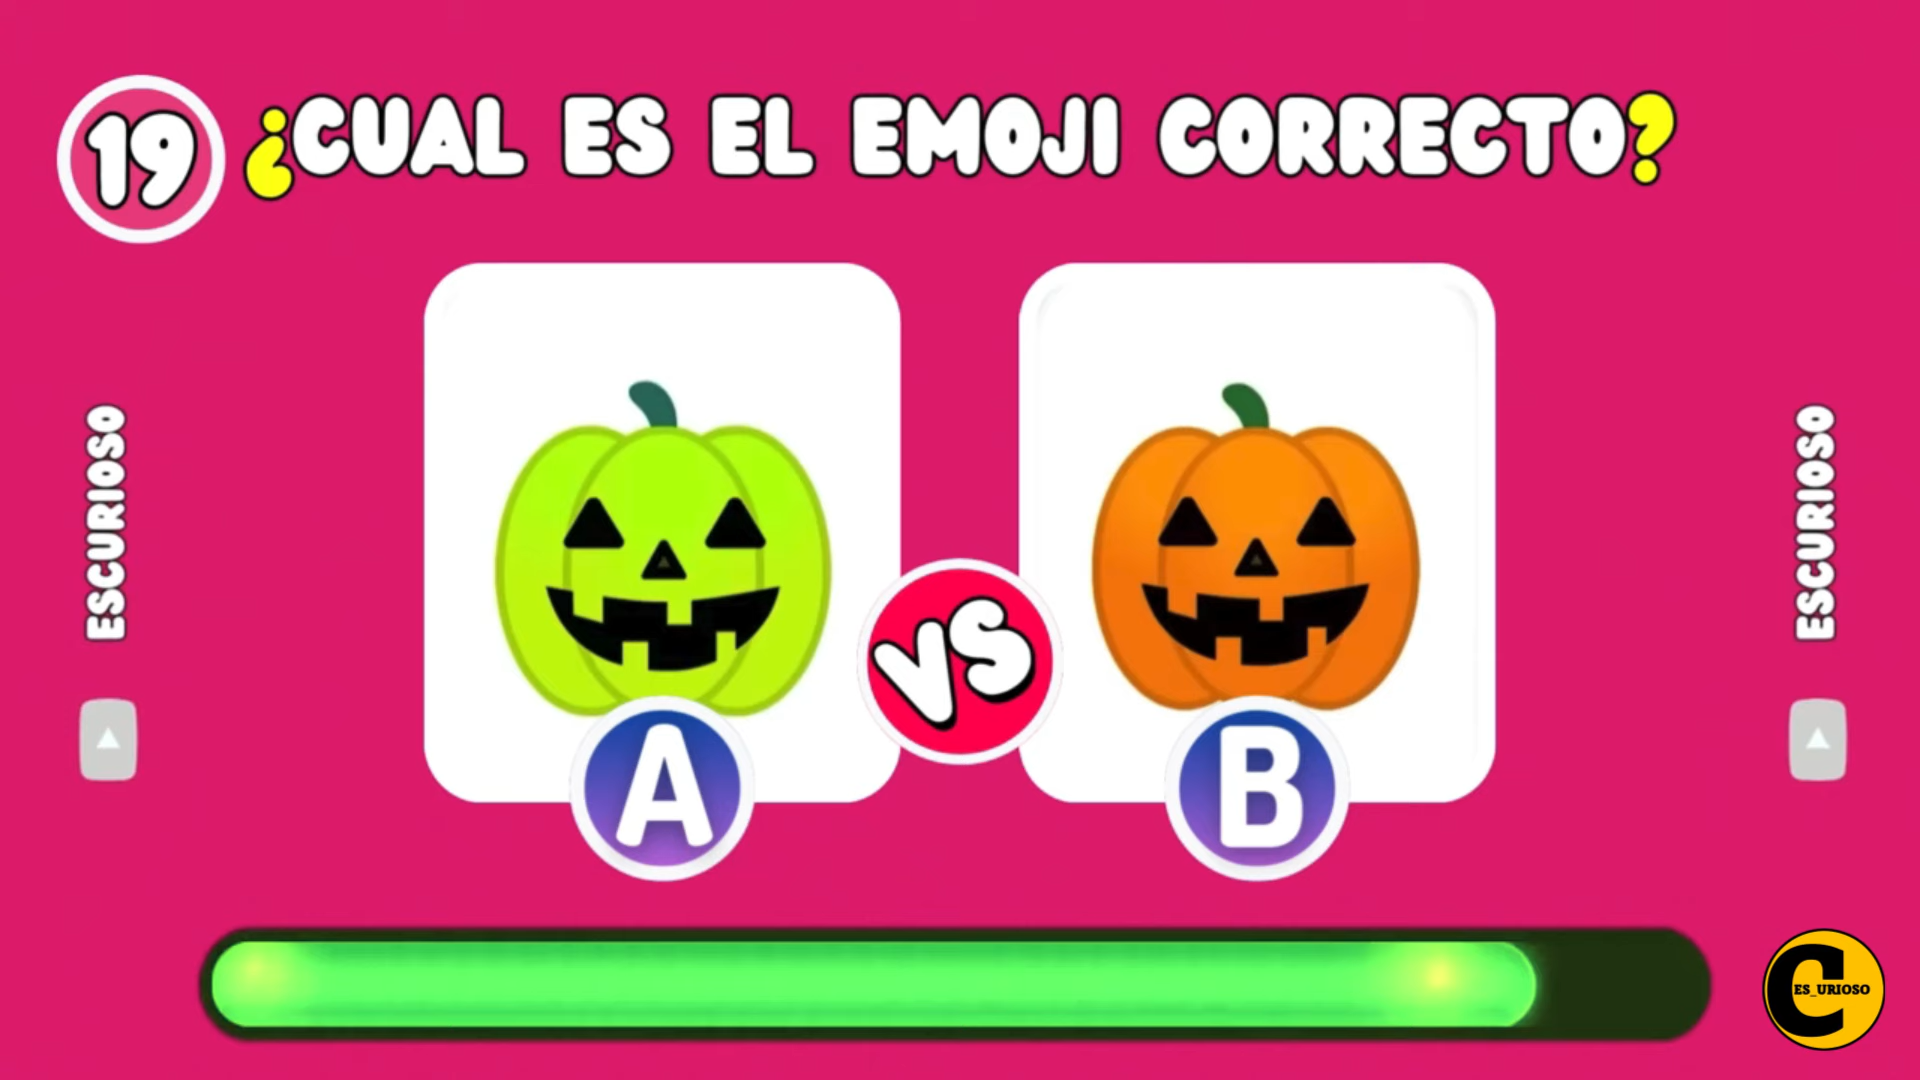 19
¿CUAL ES EL EMOJI CORRECTO?
ESCURIOSO
ESCURIOSO
VS
A
B
C
ES_URIOSO